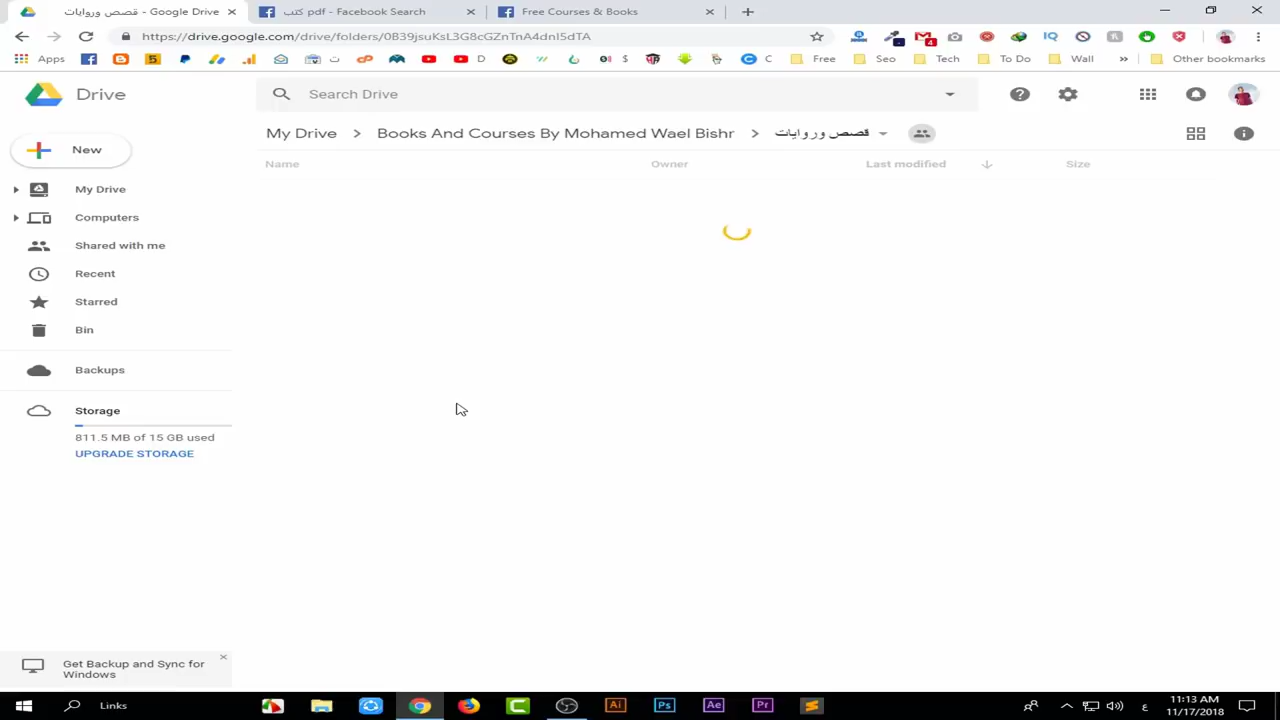 قصص وروايات - Google Drive
كتب pdf - Facebook Search
Free Courses & Books
https://drive.google.com/drive/folders/0B39jsuKsL3G8cGZnTnA4dnI5dTA
Apps
Free
Seo
Tech
To Do
Wall
Other bookmarks
Drive
Search Drive
New
My Drive > Books And Courses By Mohamed Wael Bishr > قصص وروايات
Name
Owner
Last modified
Size
My Drive
Computers
Shared with me
Recent
Starred
Bin
Backups
Storage
811.5 MB of 15 GB used
UPGRADE STORAGE
Get Backup and Sync for
Windows
Links
11:13 AM
11/17/2018